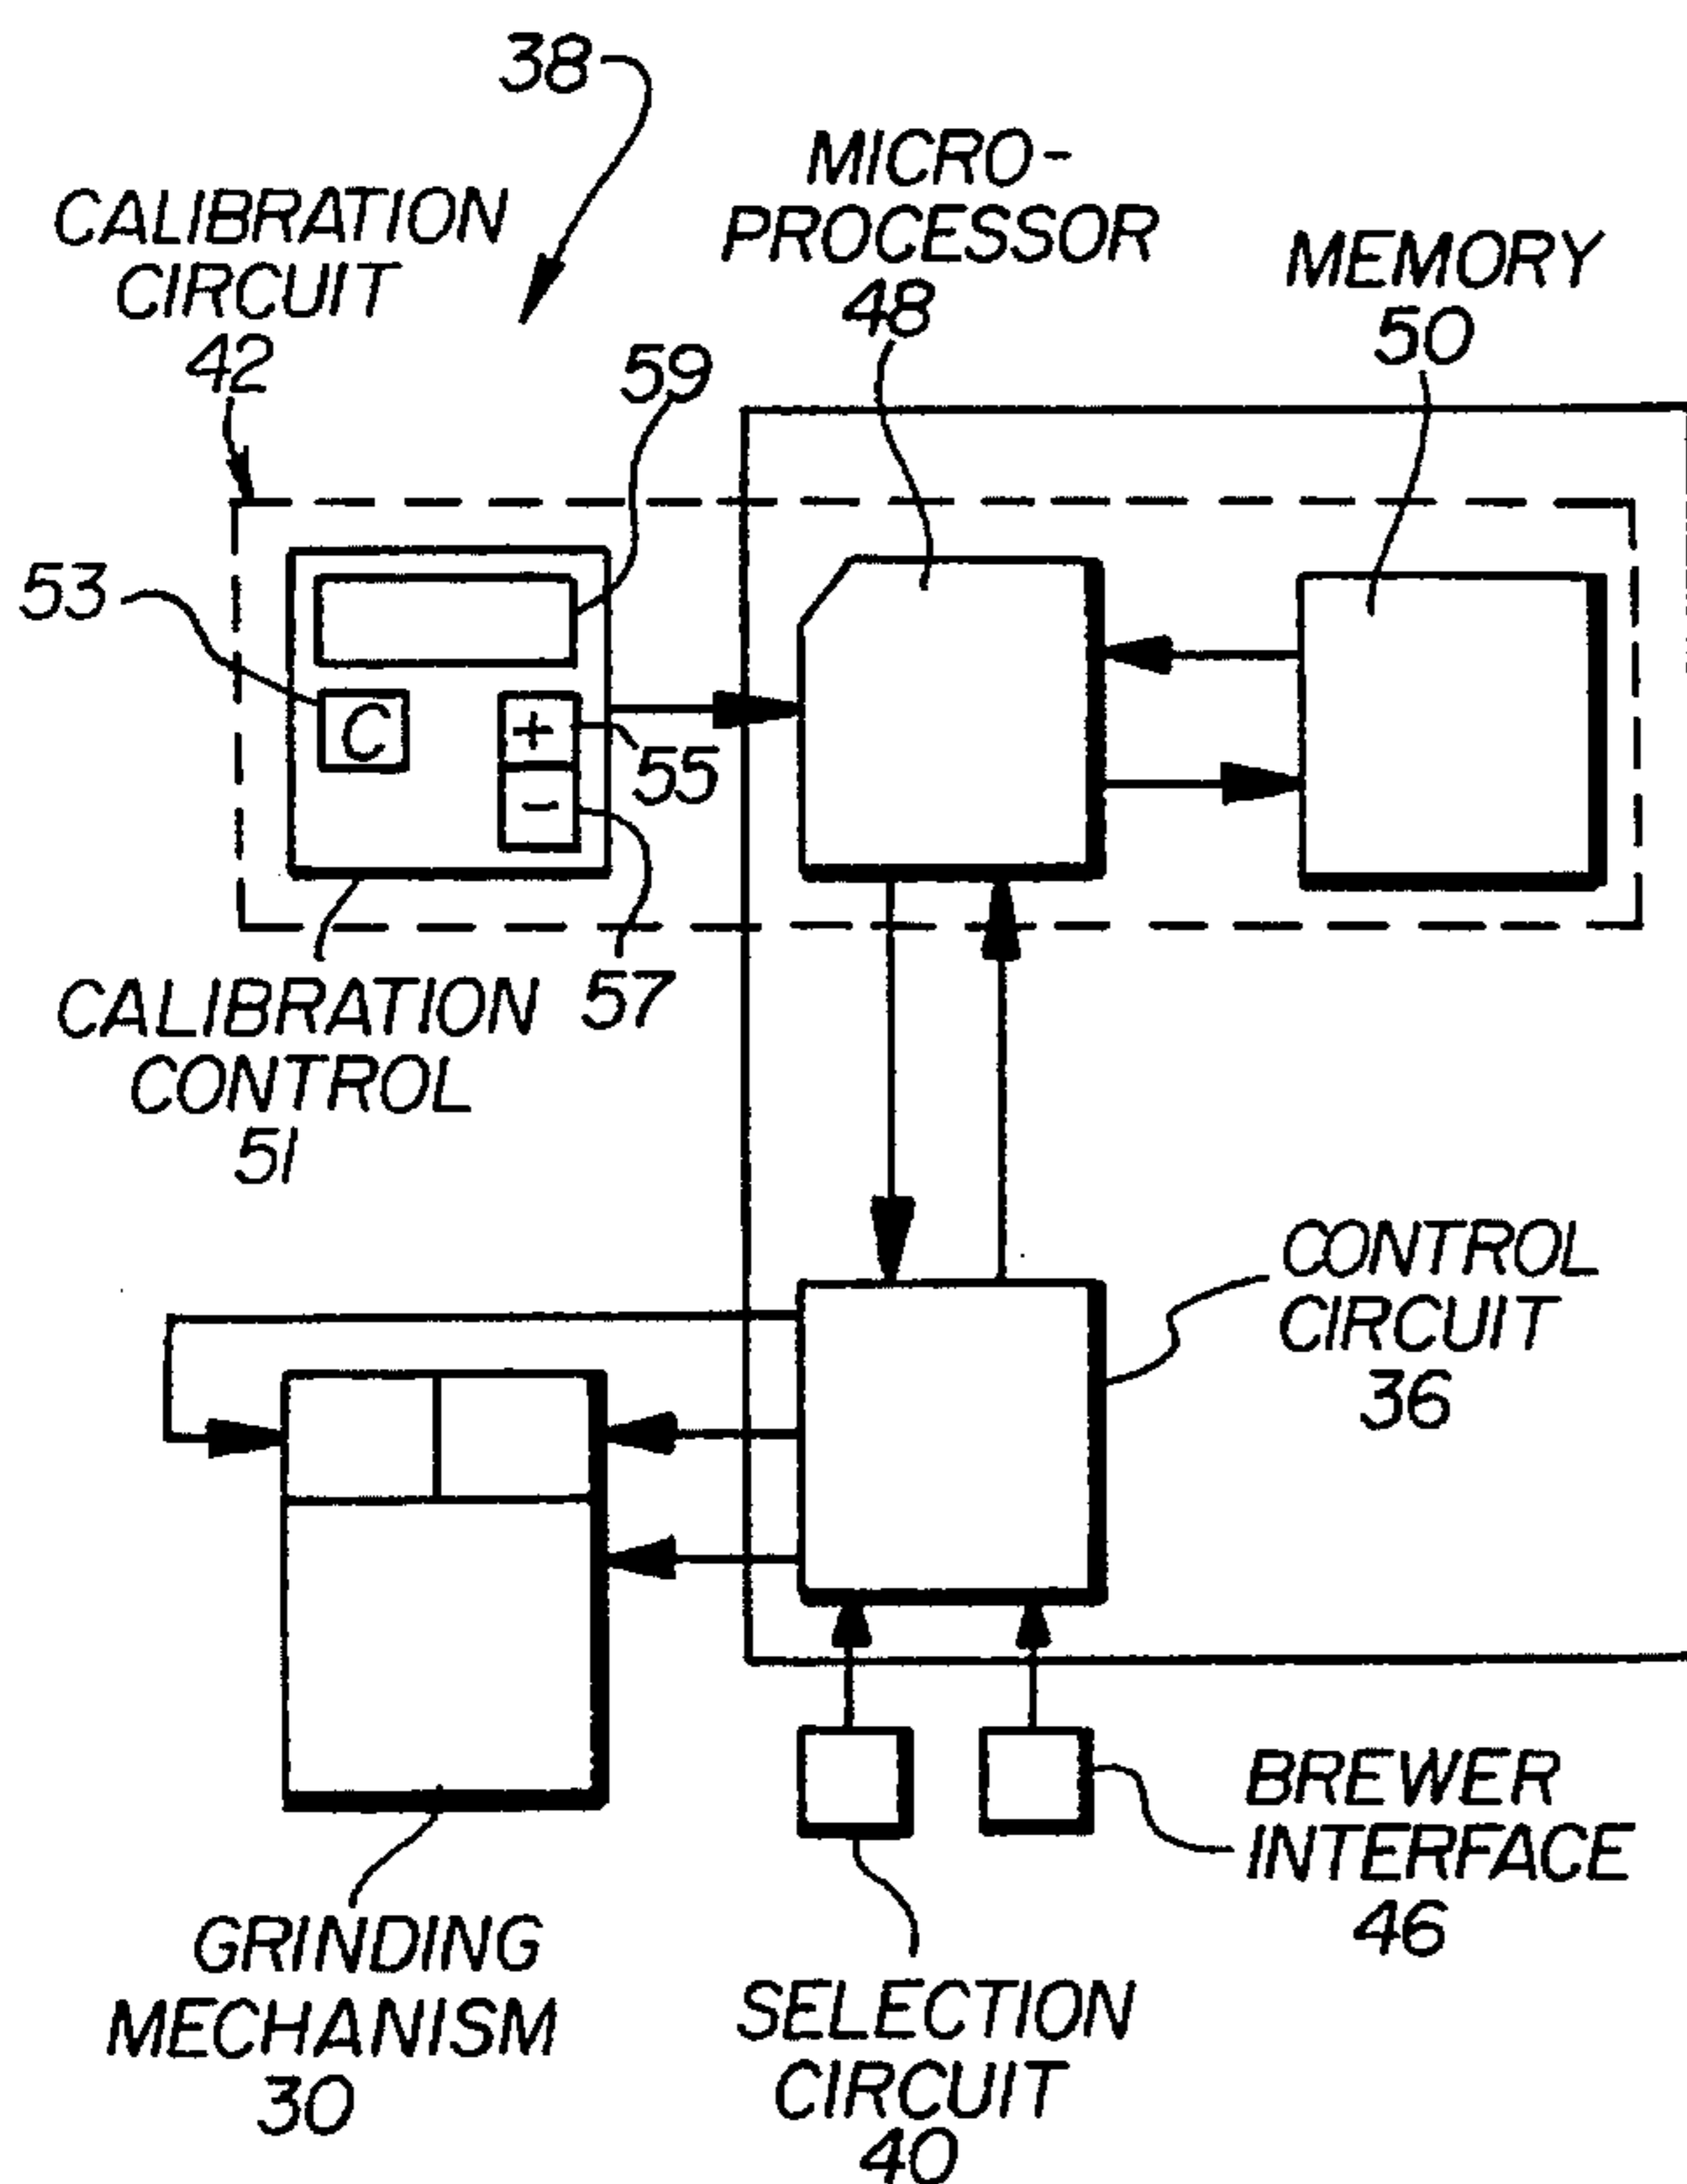 38
MICRO-
PROCESSOR
48
CALIBRATION
CIRCUIT
42
MEMORY
50
59
53
C
+
-
55
57
CALIBRATION
CONTROL
51
CONTROL
CIRCUIT
36
BREWER
INTERFACE
46
GRINDING
MECHANISM
30
SELECTION
CIRCUIT
40